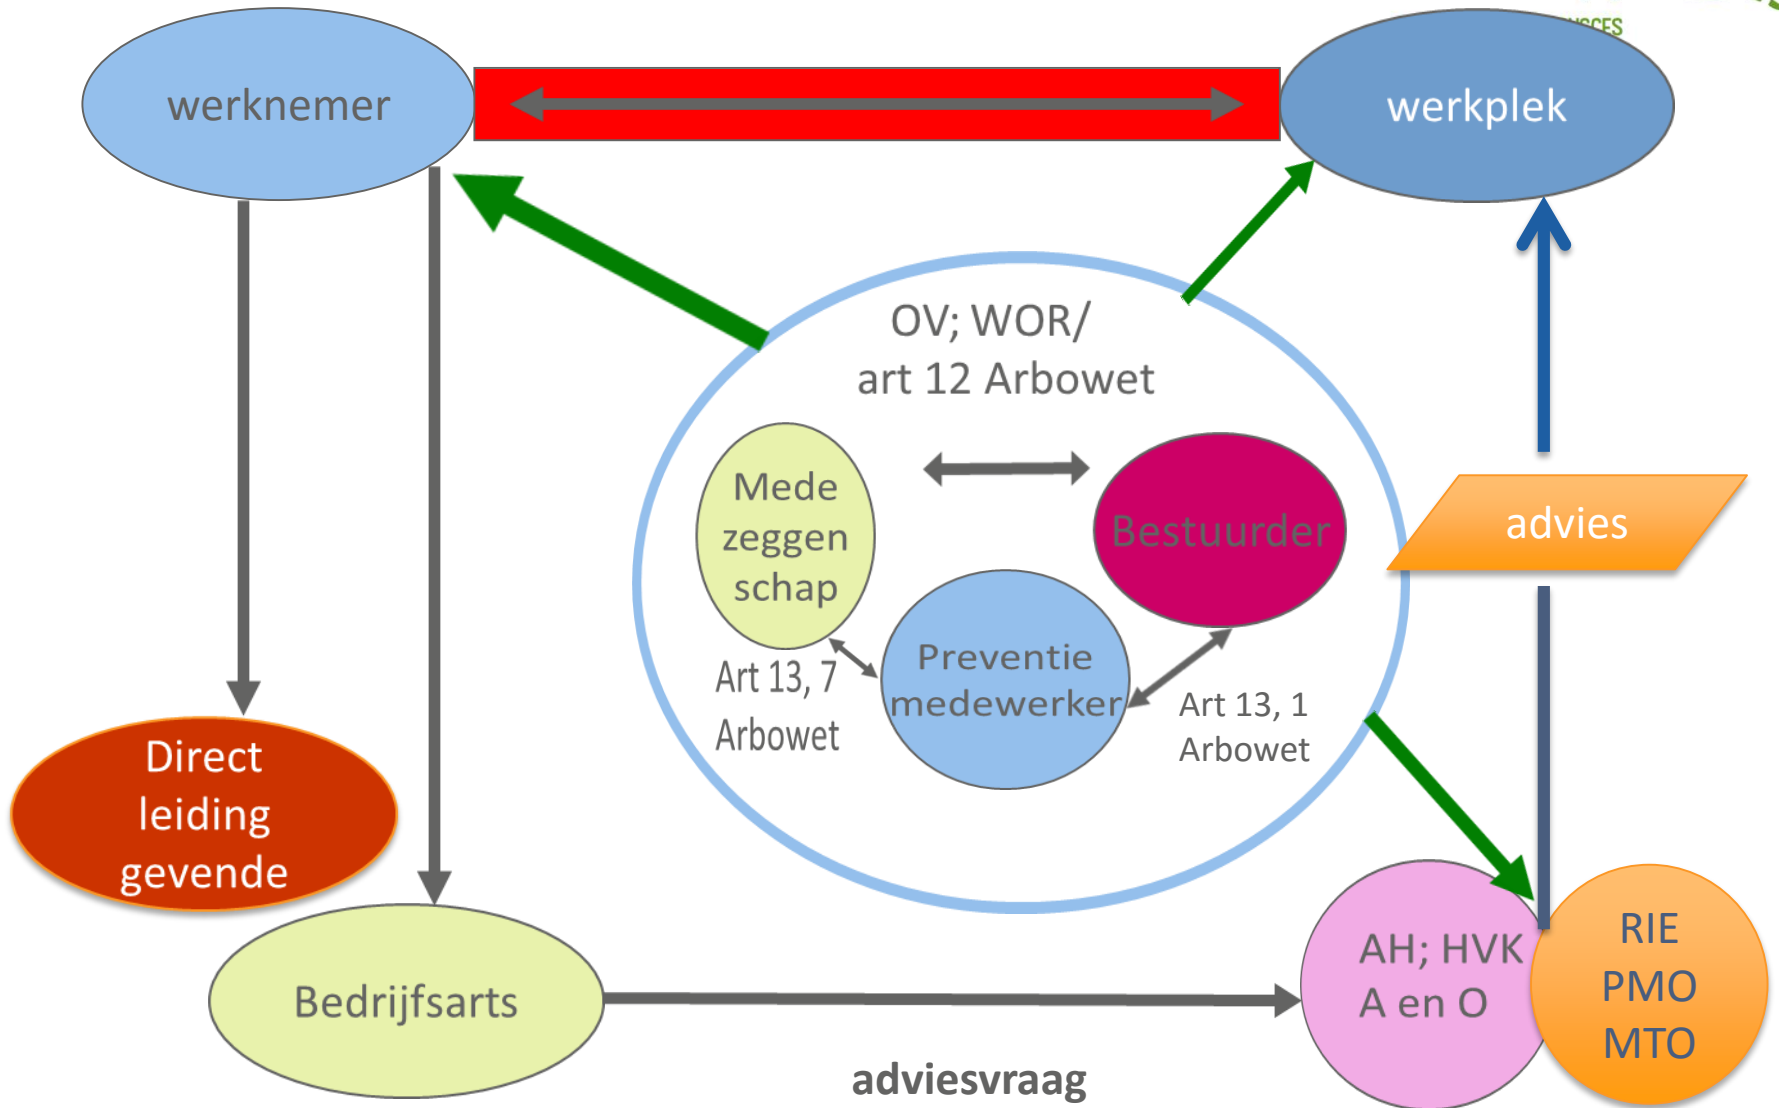 werknemer
werkplek
OV; WOR/
art 12 Arbowet
Mede
zeggen
schap
Bestuurder
advies
Preventie
medewerker
Art 13, 7
Arbowet
Art 13, 1
Arbowet
Direct
leiding
gevende
Bedrijfsarts
AH; HVK
A en O
RIE
PMO
MTO
adviesvraag